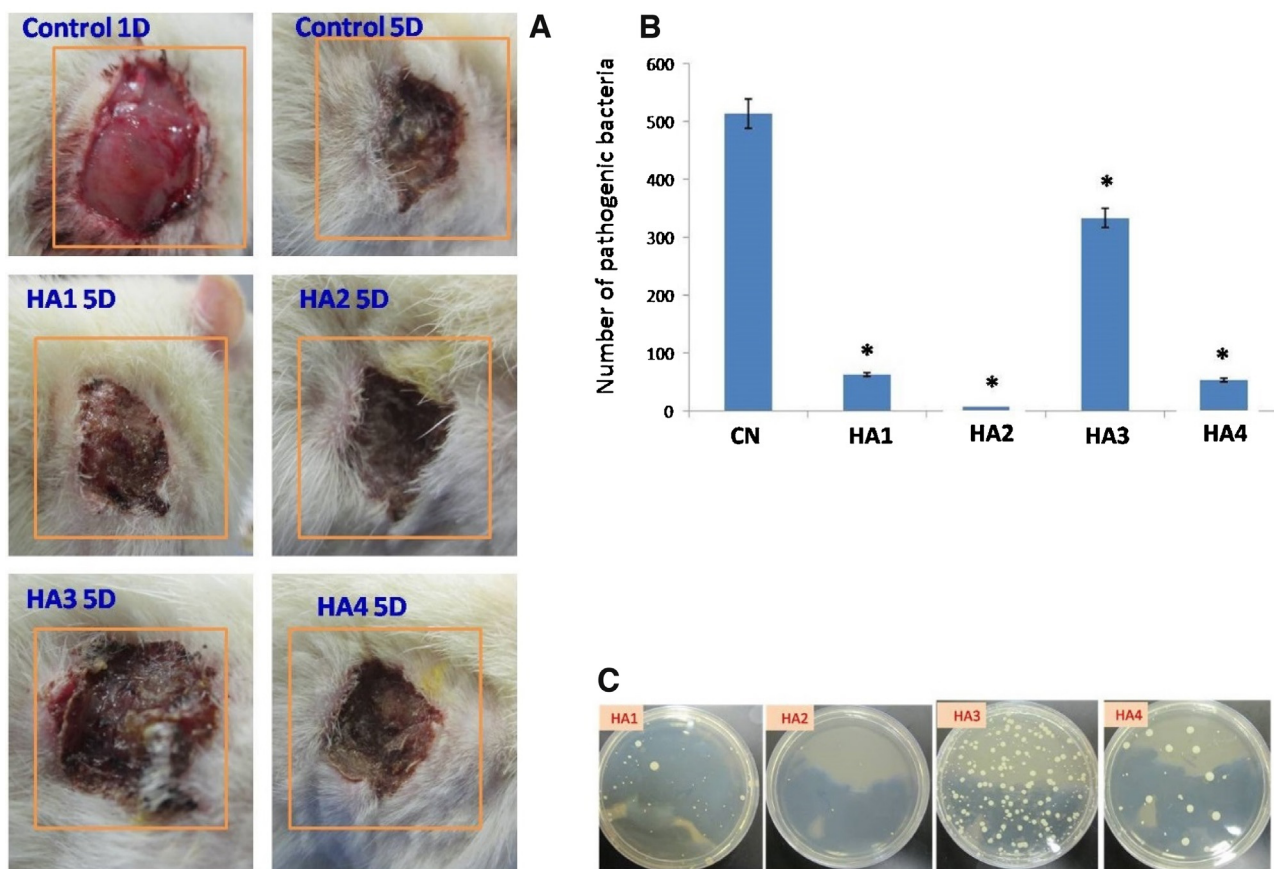 A
Control 1D
Control 5D
HA1 5D
HA2 5D
HA3 5D
HA4 5D
B
Number of pathogenic bacteria
600
500
400
300
200
100
0
*
*
*
*
CN
HA1
HA2
HA3
HA4
C
HA1
HA2
HA3
HA4